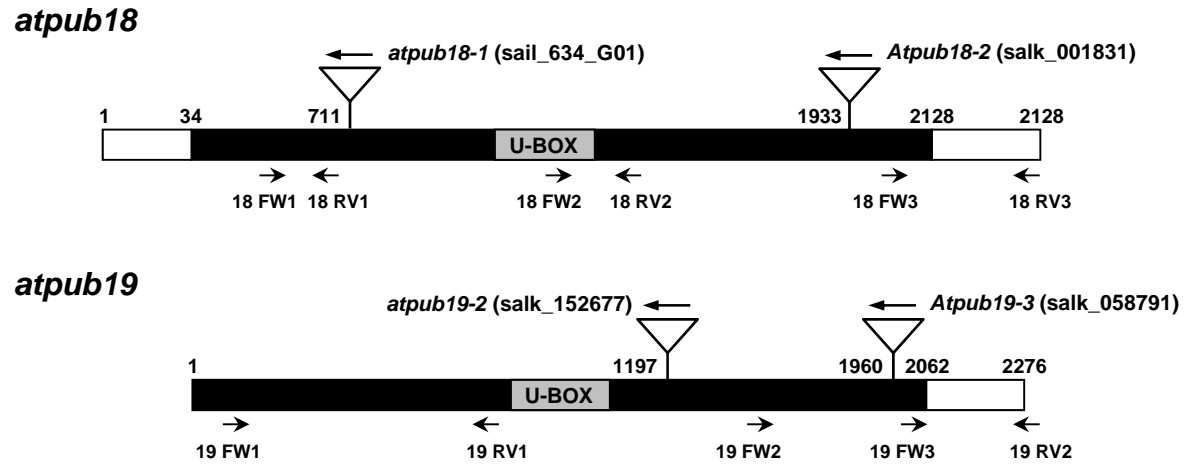 atpub18
atpub18-1 (sail_634_G01) Atpub18-2 (salk_001831)
1 34 711 1933 2128 2128
U-BOX
18 FW1 18 RV1 18 FW2 18 RV2 18 FW3 18 RV3
atpub19
atpub19-2 (salk_152677) Atpub19-3 (salk_058791)
1 1197 1960 2062 2276
U-BOX
19 FW1 19 RV1 19 FW2 19 FW3 19 RV2